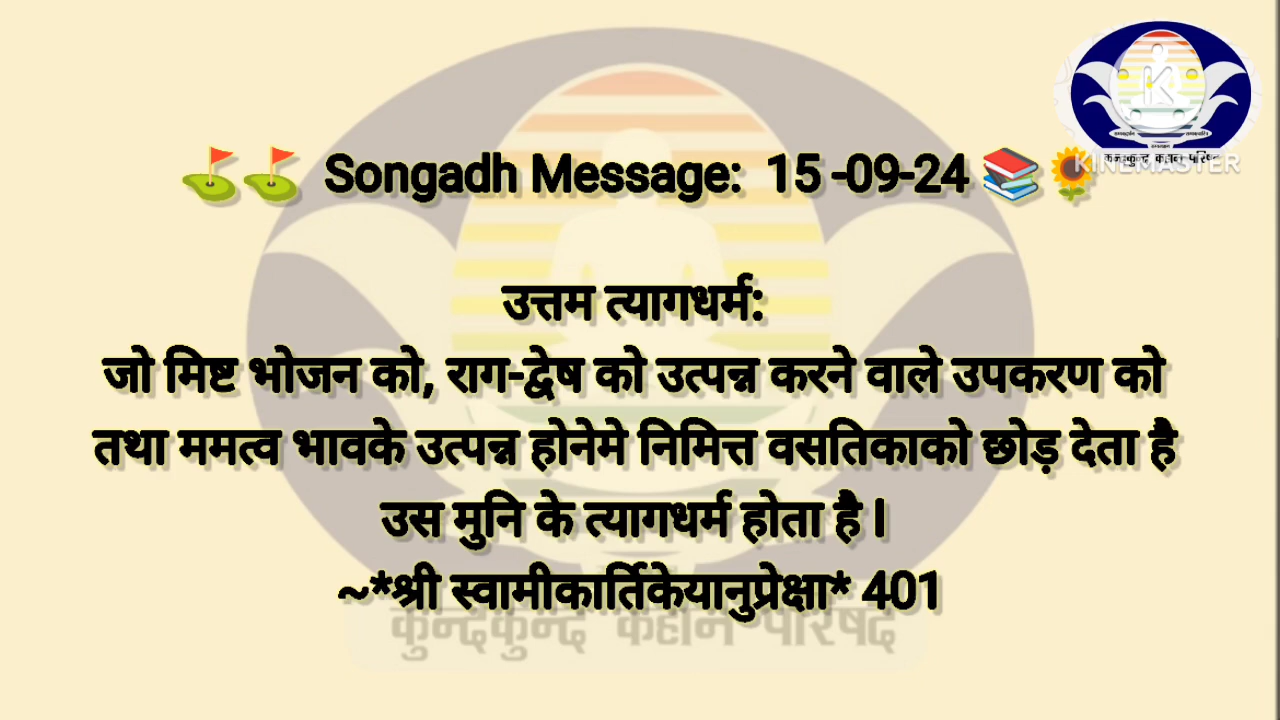 ⛳⛳ Songadh Message: 15 -09-24 📚🌻
उत्तम त्यागधर्म:
जो मिष्ट भोजन को, राग-द्वेष को उत्पन्न करने वाले उपकरण को
तथा ममत्व भावके उत्पन्न होनेमे निमित्त वसतिकाको छोड़ देता है
उस मुनि के त्यागधर्म होता है।
~*श्री स्वामीकार्तिकेयानुप्रेक्षा* 401
कुन्दकुन्द कहान परिषद
KINEMASTER